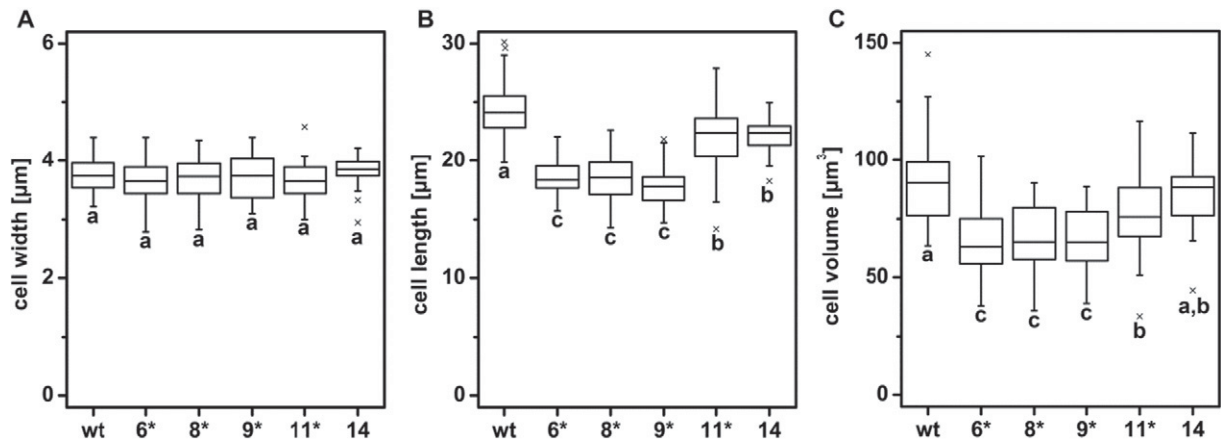 A
cell width [µm]
6
4
2
0
a a a a a a
wt 6* 8* 9* 11* 14
B
cell length [µm]
30
20
10
0
a c c c b b
wt 6* 8* 9* 11* 14
C
cell volume [µm³]
150
100
50
0
a c c c b a,b
wt 6* 8* 9* 11* 14